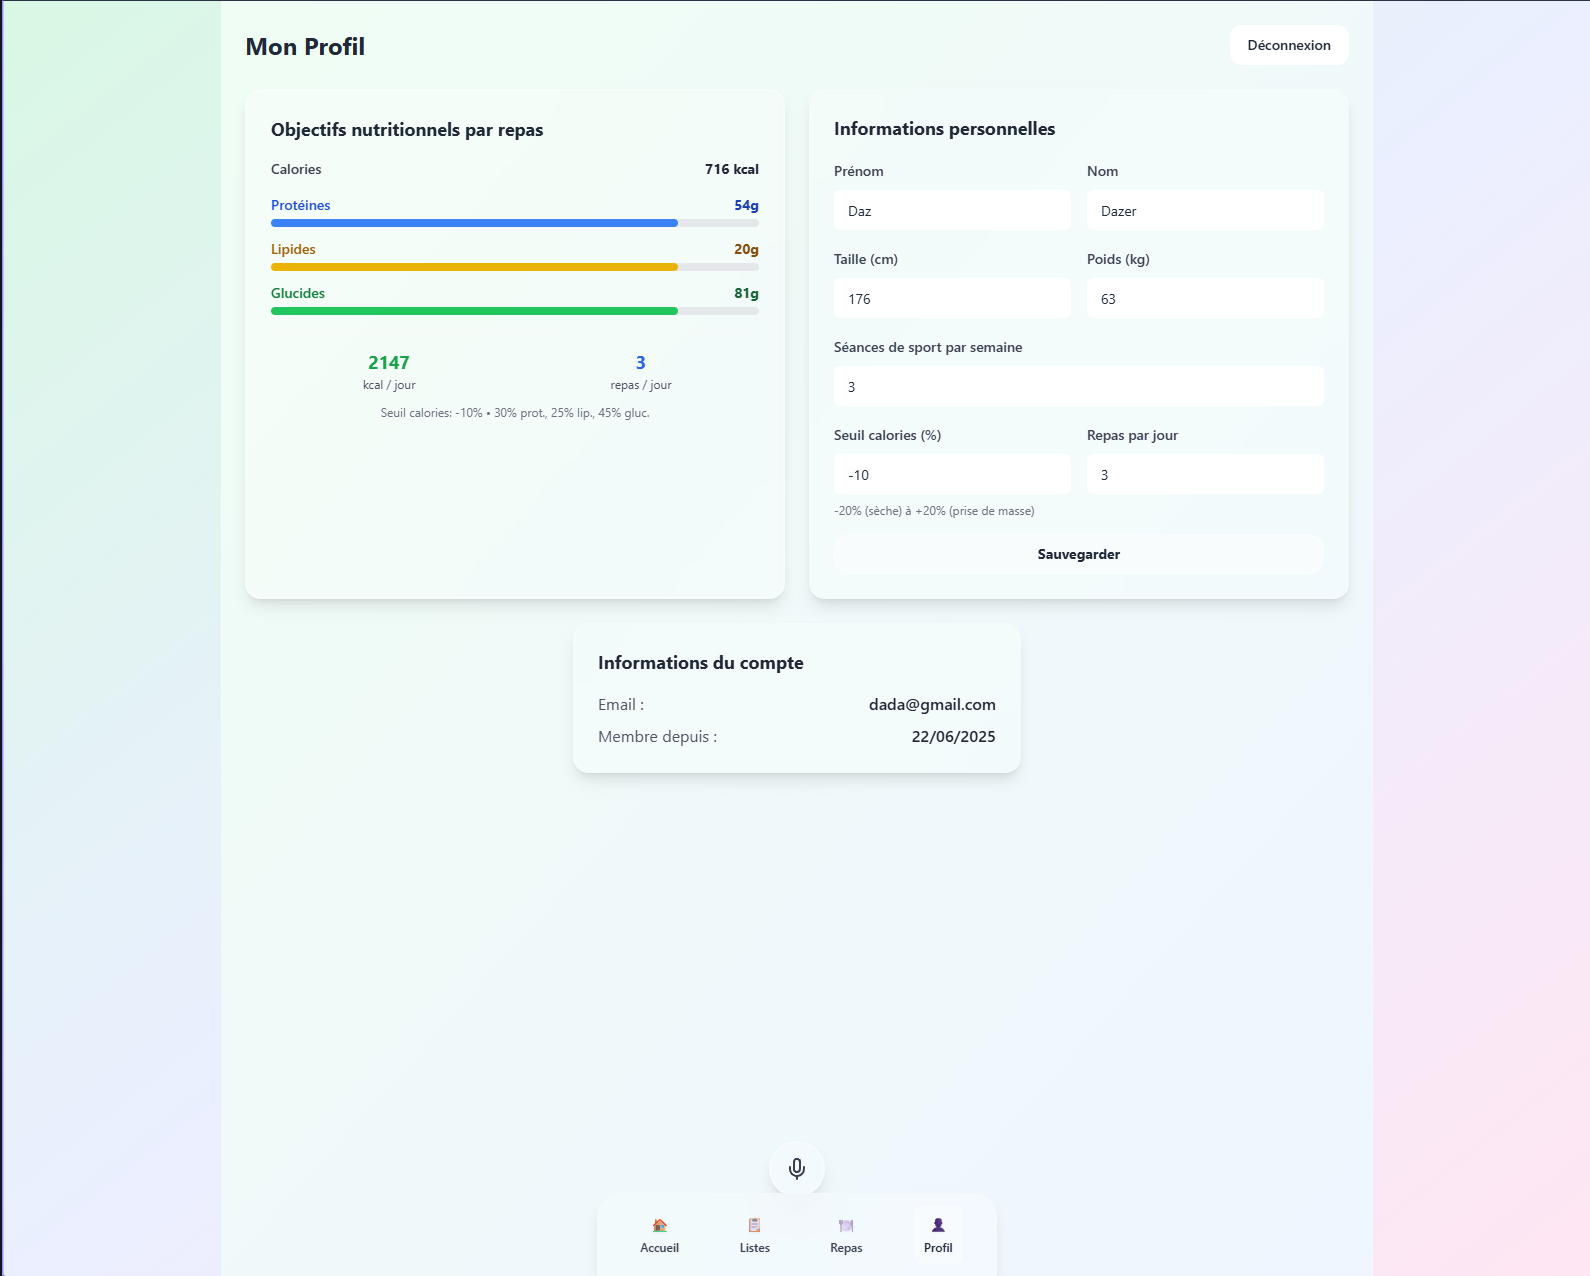 Mon Profil
Déconnexion
Objectifs nutritionnels par repas
Calories 716 kcal
Protéines 54g
Lipides 20g
Glucides 81g
2147 3
kcal / jour repas / jour
Seuil calories: -10% • 30% prot., 25% lip., 45% gluc.
Informations personnelles
Prénom Nom
Daz Dazer
Taille (cm) Poids (kg)
176 63
Séances de sport par semaine
3
Seuil calories (%) Repas par jour
-10 3
-20% (sèche) à +20% (prise de masse)
Sauvegarder
Informations du compte
Email : dada@gmail.com
Membre depuis : 22/06/2025
Accueil Listes Repas Profil